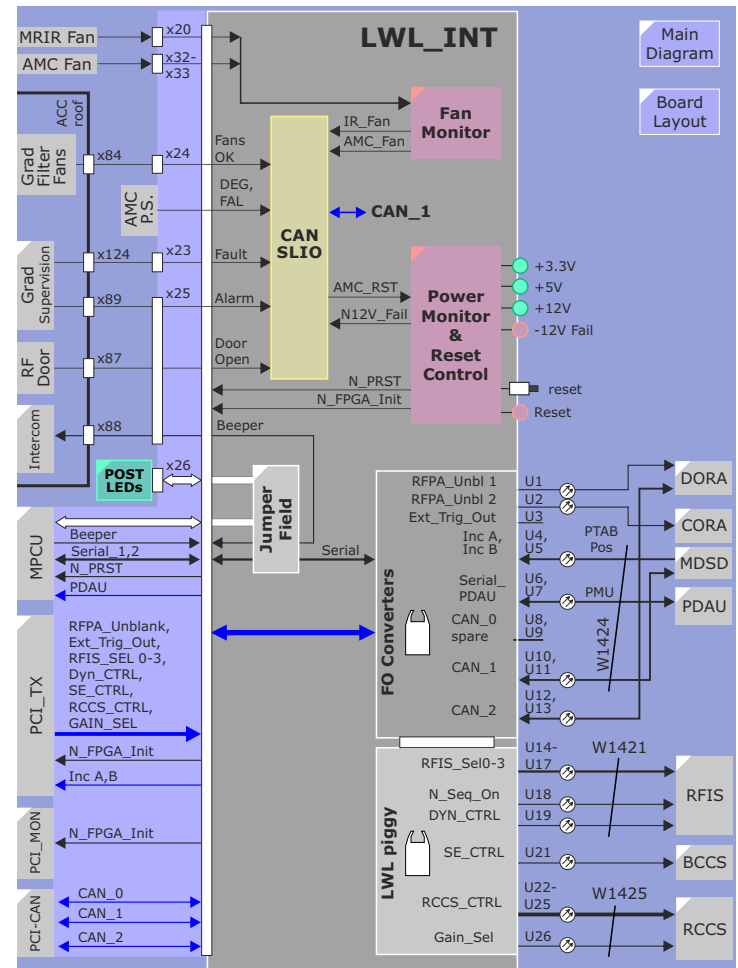 LWL_INT
Main
Diagram
Board
Layout
MRIR Fan
x20
AMC Fan
x32-
x33
ACC
roof
Fan
Monitor
IR_Fan
AMC_Fan
Grad
Filter
Fans
x84
x24
Fans
OK
AMC
P.S.
DEG,
FAL
CAN
SLIO
CAN_1
Grad
Supervision
x124
x23
Fault
x89
x25
Alarm
AMC_RST
N12V_Fail
Power
Monitor
&
Reset
Control
+3.3V
+5V
+12V
-12V Fail
reset
Reset
RF
Door
x87
Door
Open
N_PRST
N_FPGA_Init
Intercom
x88
Beeper
POST
LEDs
x26
Jumper
Field
Serial
MPCU
Beeper
Serial_1,2
N_PRST
PDAU
FO Converters
RFPA_Unbl 1
U1
RFPA_Unbl 2
U2
Ext_Trig_Out
U3
Inc A,
Inc B
U4,
U5
Serial_
PDAU
U6,
U7
CAN_0
spare
U8,
U9
CAN_1
U10,
U11
CAN_2
U12,
U13
PTAB
Pos
PMU
W1424
DORA
CORA
MDSD
PDAU
PCI_TX
RFPA_Unblank,
Ext_Trig_Out,
RFIS_SEL 0-3,
Dyn_CTRL,
SE_CTRL,
RCCS_CTRL,
GAIN_SEL
N_FPGA_Init
Inc A,B
PCI_MON
N_FPGA_Init
PCI-CAN
CAN_0
CAN_1
CAN_2
LWL piggy
RFIS_Sel0-3
U14-
U17
W1421
N_Seq_On
U18
DYN_CTRL
U19
RFIS
SE_CTRL
U21
BCCS
RCCS_CTRL
U22-
U25
W1425
Gain_Sel
U26
RCCS